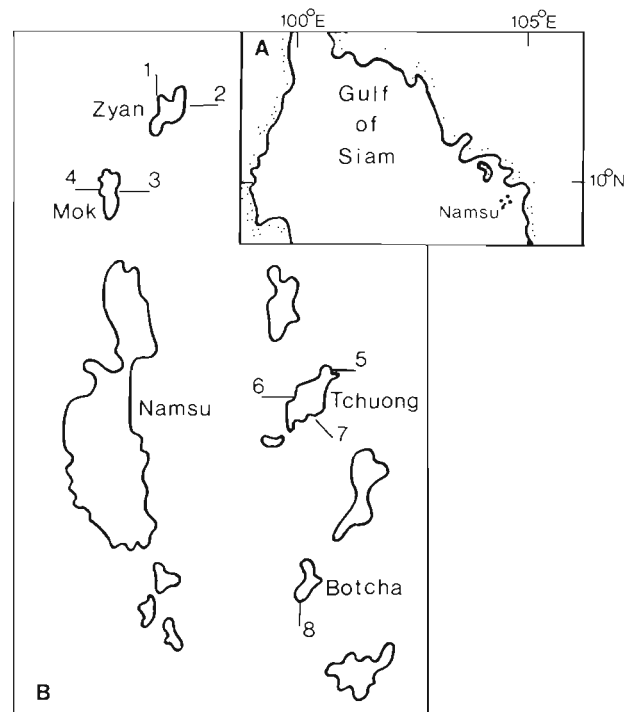 100°E
105°E
A
Gulf
of
Siam
10°N
Namsu
1
Zyan
2
4
3
Mok
Namsu
5
6
Tchuong
7
Botcha
8
B